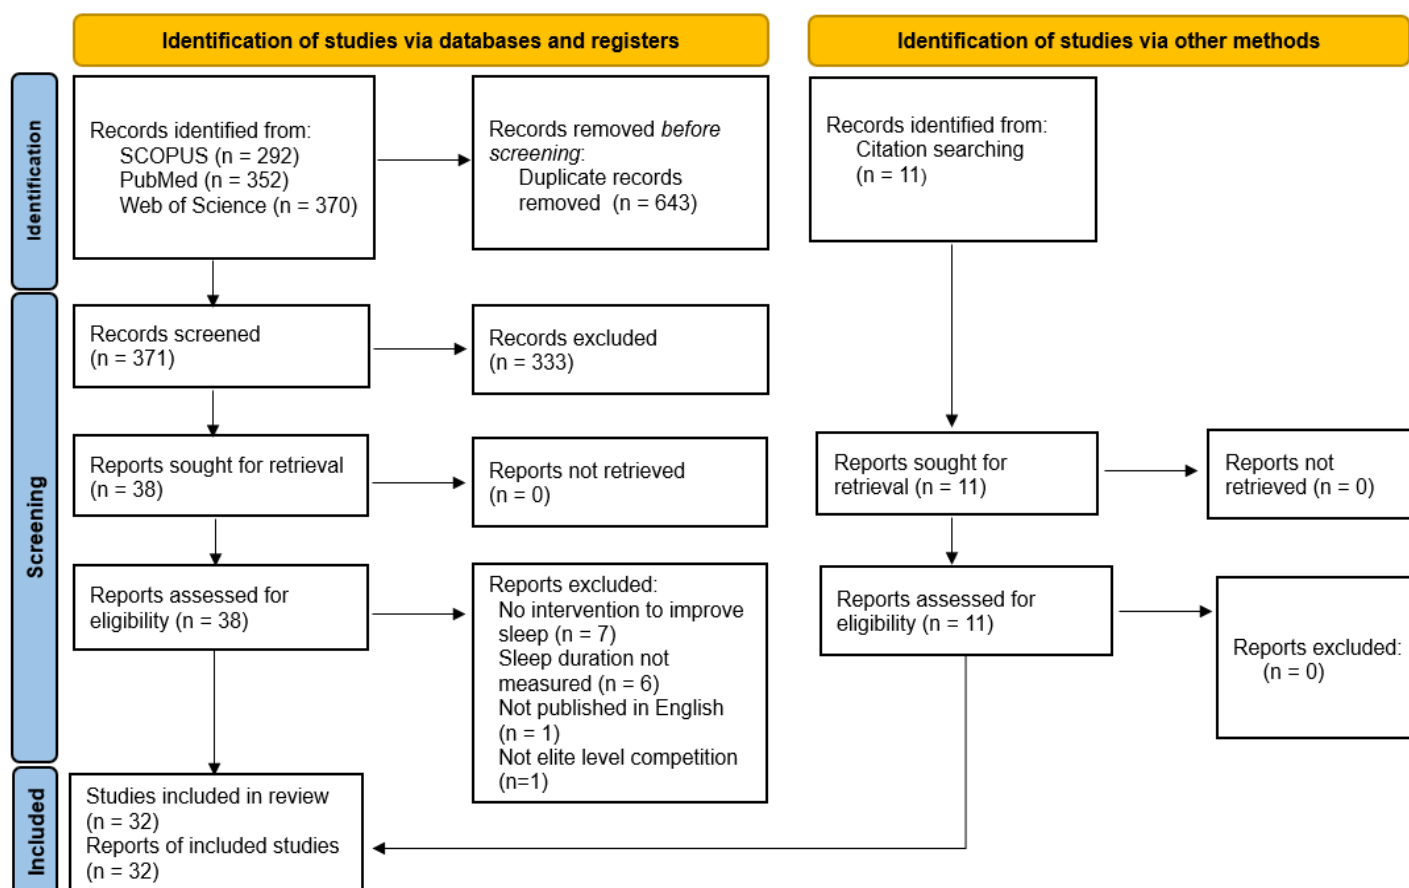 Identification of studies via databases and registers
Identification of studies via other methods
Identification
Records identified from:
SCOPUS (n = 292)
PubMed (n = 352)
Web of Science (n = 370)
Records removed before
screening:
Duplicate records
removed (n = 643)
Records identified from:
Citation searching
(n = 11)
Screening
Records screened
(n = 371)
Records excluded
(n = 333)
Reports sought for retrieval
(n = 38)
Reports not retrieved
(n = 0)
Reports sought for
retrieval (n = 11)
Reports not
retrieved (n = 0)
Reports assessed for
eligibility (n = 38)
Reports excluded:
No intervention to improve
sleep (n = 7)
Sleep duration not
measured (n = 6)
Not published in English
(n = 1)
Not elite level competition
(n=1)
Reports assessed for
eligibility (n = 11)
Reports excluded:
(n = 0)
Included
Studies included in review
(n = 32)
Reports of included studies
(n = 32)